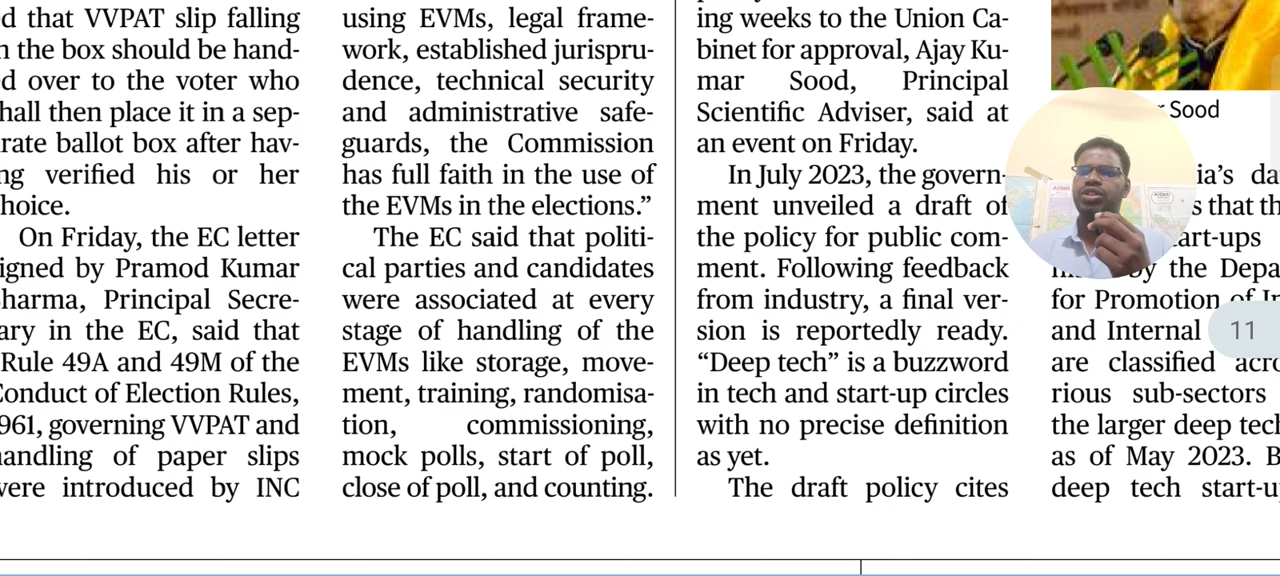 ed that VVPAT slip falling
n the box should be hand-
ed over to the voter who
hall then place it in a sep-
rate ballot box after hav-
ng verified his or her
hoice.
On Friday, the EC letter
igned by Pramod Kumar
harma, Principal Secre-
ary in the EC, said that
Rule 49A and 49M of the
Conduct of Election Rules,
961, governing VVPAT and
handling of paper slips
were introduced by INC
using EVMs, legal frame-
work, established jurispru-
dence, technical security
and administrative safe-
guards, the Commission
has full faith in the use of
the EVMs in the elections.”
The EC said that politi-
cal parties and candidates
were associated at every
stage of handling of the
EVMs like storage, move-
ment, training, randomisa-
tion, commissioning,
mock polls, start of poll,
close of poll, and counting.
ing weeks to the Union Ca-
binet for approval, Ajay Ku-
mar Sood, Principal
Scientific Adviser, said at
an event on Friday.
In July 2023, the govern-
ment unveiled a draft of
the policy for public com-
ment. Following feedback
from industry, a final ver-
sion is reportedly ready.
“Deep tech” is a buzzword
in tech and start-up circles
with no precise definition
as yet.
The draft policy cites
r Sood
ia’s da
s that th
tart-ups
by the Depa
for Promotion of In
and Internal
are classified acro
rious sub-sectors
the larger deep tech
as of May 2023. B
deep tech start-up
11